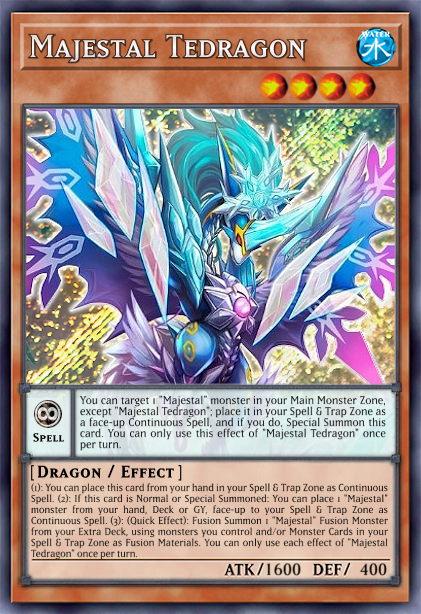 Majestal Tedragon
WATER
水
You can target 1 "Majestal" monster in your Main Monster Zone,
except "Majestal Tedragon"; place it in your Spell & Trap Zone as
a face-up Continuous Spell, and if you do, Special Summon this
card. You can only use this effect of "Majestal Tedragon" once
per turn.
SPELL
[Dragon / Effect]
(1): You can place this card from your hand in your Spell & Trap Zone as Continuous
Spell. (2): If this card is Normal or Special Summoned: You can place 1 "Majestal"
monster from your hand, Deck or GY, face-up to your Spell & Trap Zone as
Continuous Spell. (3): (Quick Effect): Fusion Summon 1 "Majestal" Fusion Monster
from your Extra Deck, using monsters you control and/or Monster Cards in your
Spell & Trap Zone as Fusion Materials. You can only use each effect of "Majestal
Tedragon" once per turn.
ATK/1600 DEF/ 400